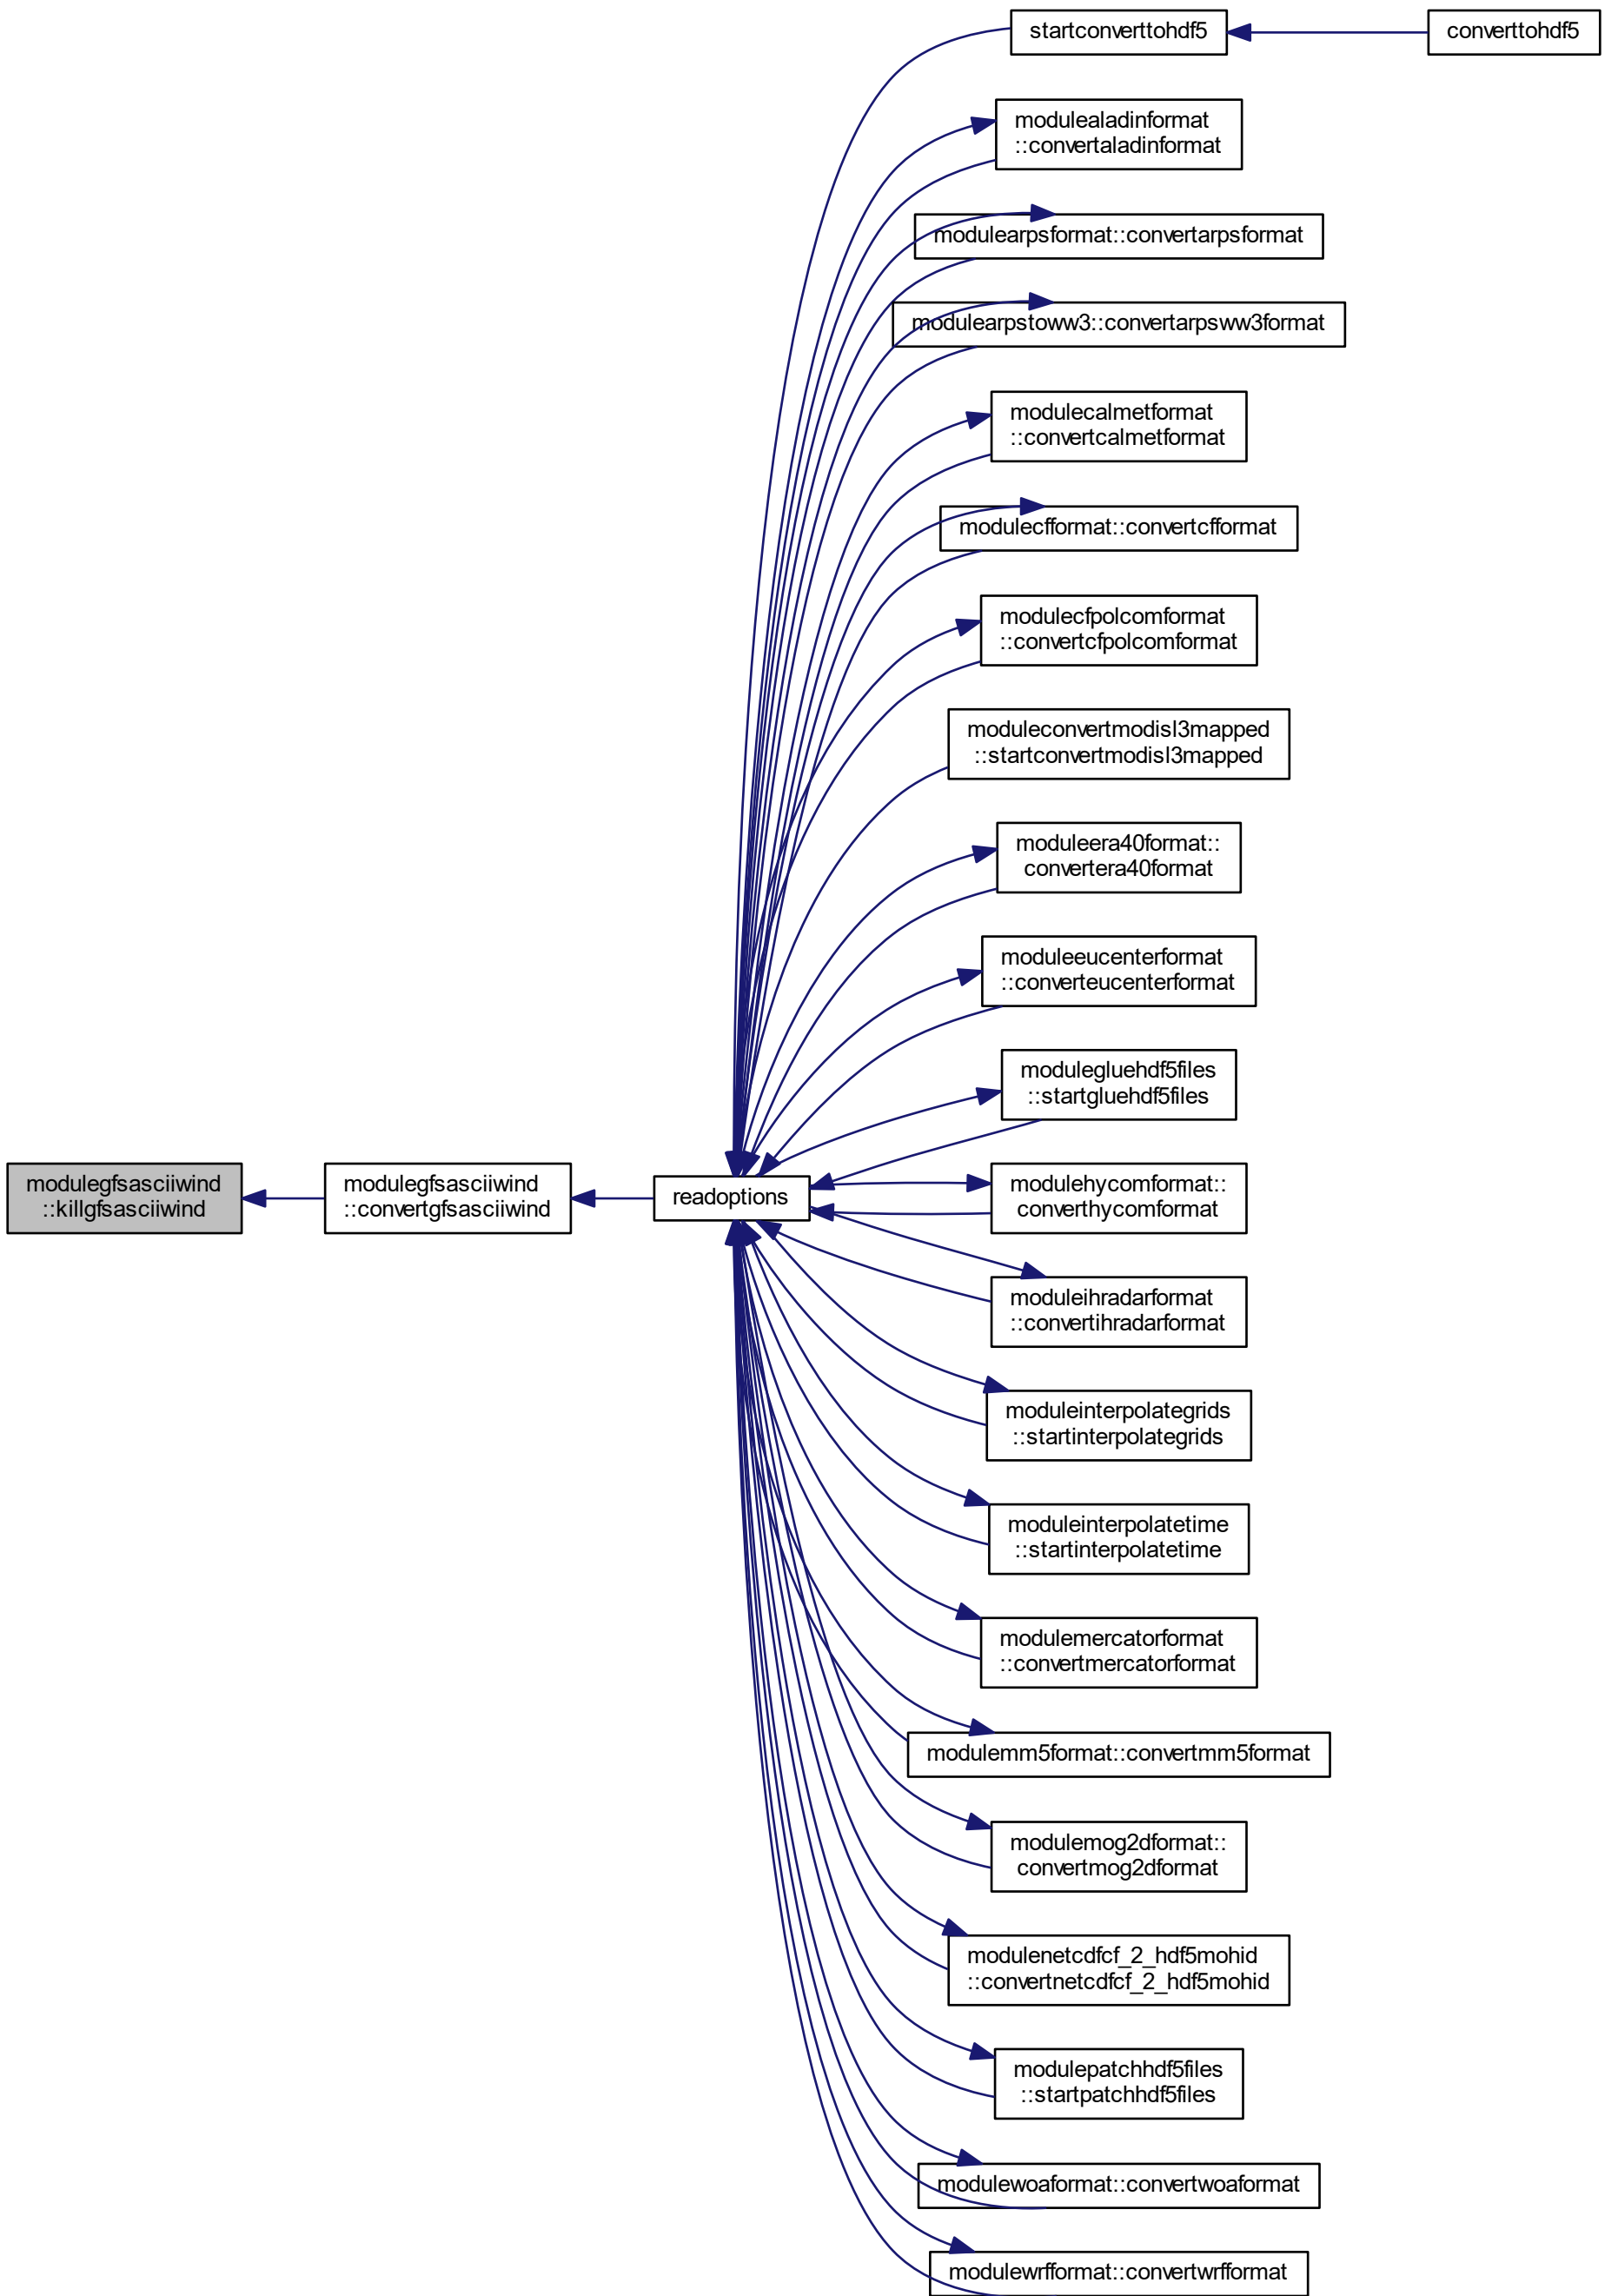 startconverttohdf5
converttohdf5
modulealadinformat
::convertaladinformat
modulearpsformat::convertarpsformat
modulearpstoww3::convertarpsww3format
modulecalmetformat
::convertcalmetformat
modulecfformat::convertcfformat
modulecfpolcomformat
::convertcfpolcomformat
moduleconvertmodisl3mapped
::startconvertmodisl3mapped
moduleera40format::
convertera40format
moduleeucenterformat
::converteucenterformat
modulegluehdf5files
::startgluehdf5files
modulegfsasciiwind
::killgfsasciiwind
modulegfsasciiwind
::convertgfsasciiwind
readoptions
modulehycomformat::
converthycomformat
moduleihradarformat
::convertihradarformat
moduleinterpolategrids
::startinterpolategrids
moduleinterpolatetime
::startinterpolatetime
modulemercatorformat
::convertmercatorformat
modulemm5format::convertmm5format
modulemog2dformat::
convertmog2dformat
modulenetcdfcf_2_hdf5mohid
::convertnetcdfcf_2_hdf5mohid
modulepatchhdf5files
::startpatchhdf5files
modulewoaformat::convertwoaformat
modulewrfformat::convertwrfformat